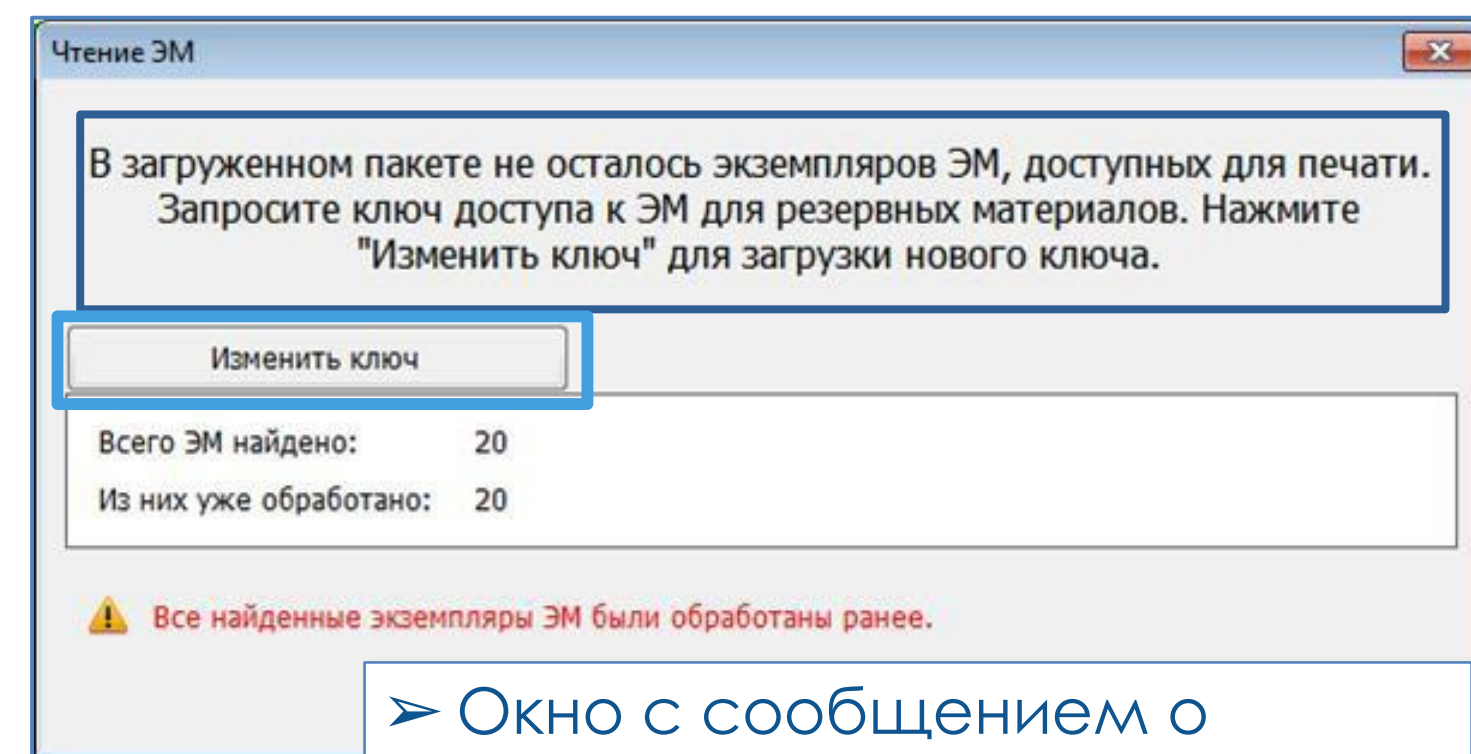 Чтение ЭМ
В загруженном пакете не осталось экземпляров ЭМ, доступных для печати.
Запросите ключ доступа к ЭМ для резервных материалов. Нажмите
"Изменить ключ" для загрузки нового ключа.
Изменить ключ
Всего ЭМ найдено: 20
Из них уже обработано: 20
Все найденные экземпляры ЭМ были обработаны ранее.
➢ Окно с сообщением о